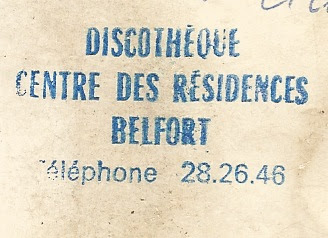 DISCOTHÈQUE
CENTRE DES RÉSIDENCES
BELFORT
Téléphone 28.26.46